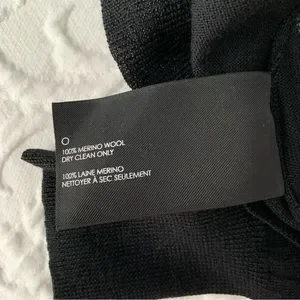 O
100% MERINO WOOL
DRY CLEAN ONLY
100% LAINE MERINO
NETTOYER À SEC SEULEMENT